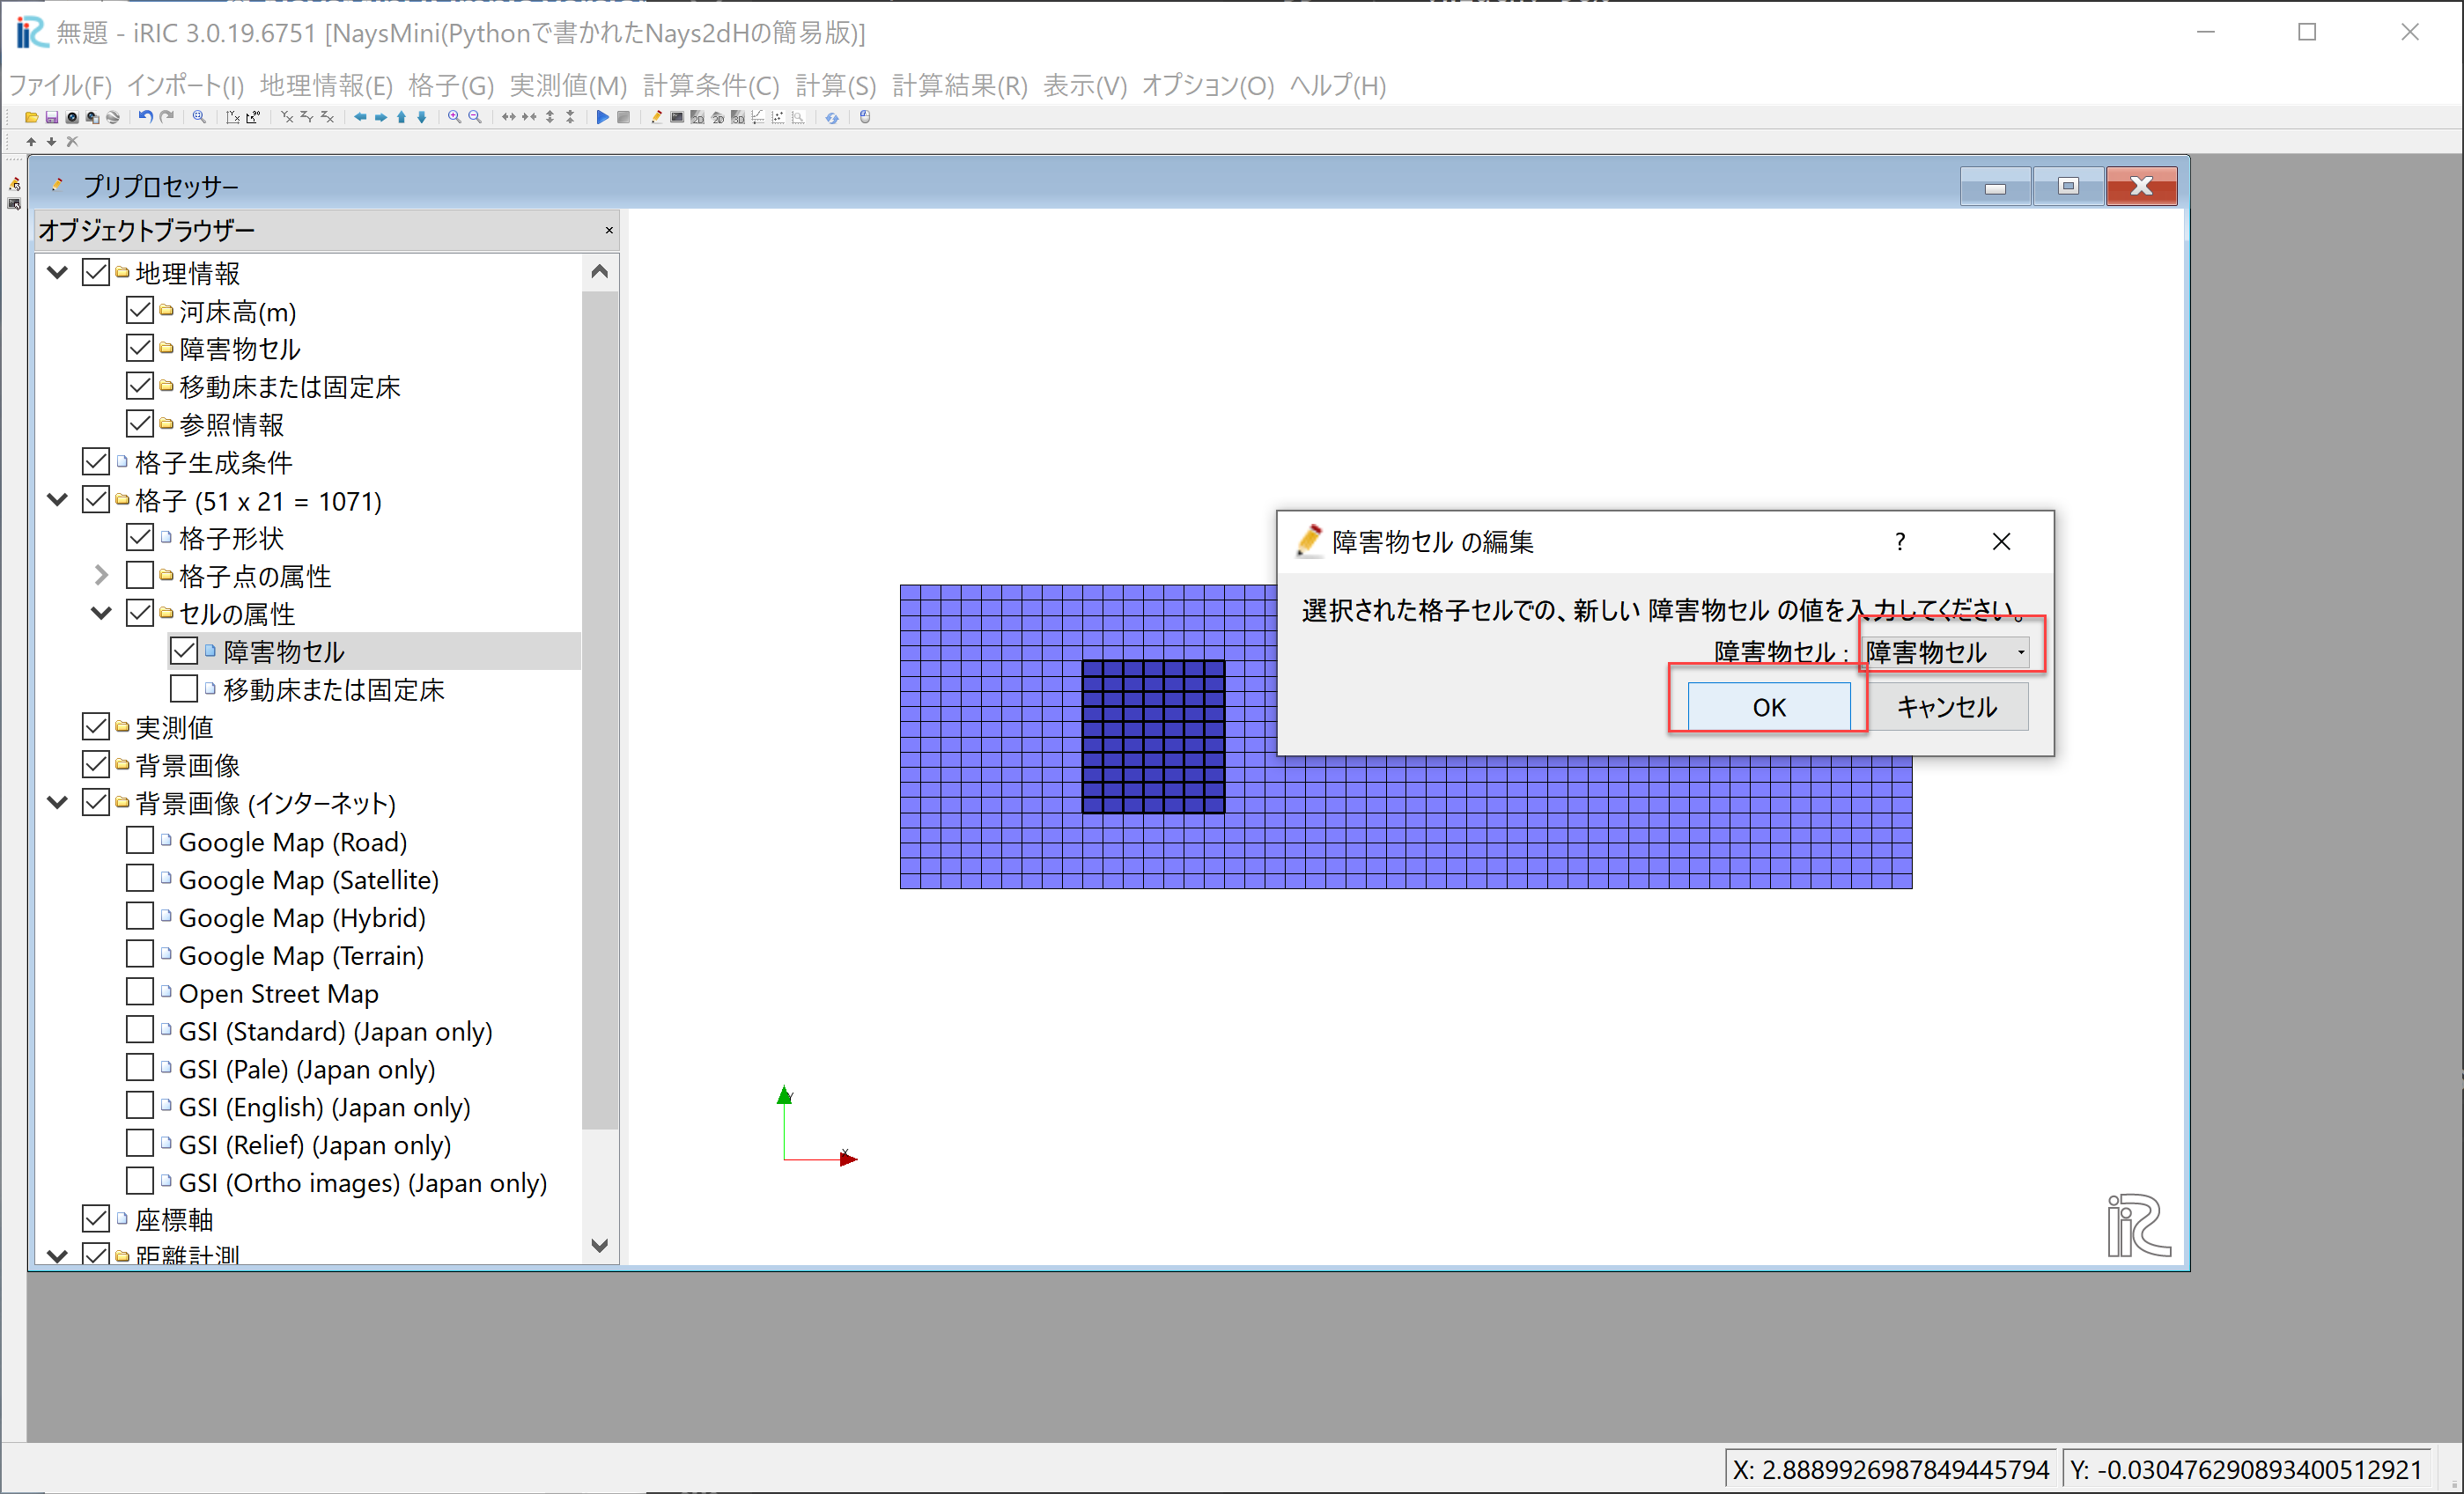 無題 - iRIC 3.0.19.6751 [NaysMini(Pythonで書かれたNays2dHの簡易版)]
ファイル(F) インポート(I) 地理情報(E) 格子(G) 実測値(M) 計算条件(C) 計算(S) 計算結果(R) 表示(V) オプション(O) ヘルプ(H)
プリプロセッサー
オブジェクトブラウザー
地理情報
河床高(m)
障害物セル
移動床または固定床
参照情報
格子生成条件
格子 (51 x 21 = 1071)
格子形状
格子点の属性
セルの属性
障害物セル
移動床または固定床
実測値
背景画像
背景画像 (インターネット)
Google Map (Road)
Google Map (Satellite)
Google Map (Hybrid)
Google Map (Terrain)
Open Street Map
GSI (Standard) (Japan only)
GSI (Pale) (Japan only)
GSI (English) (Japan only)
GSI (Relief) (Japan only)
GSI (Ortho images) (Japan only)
座標軸
距離計測
障害物セル の編集
選択された格子セルでの、新しい 障害物セル の値を入力してください。
障害物セル : 障害物セル
OK キャンセル
Y
X
iRIC
X: 2.8889926987849445794 Y: -0.030476290893400512921